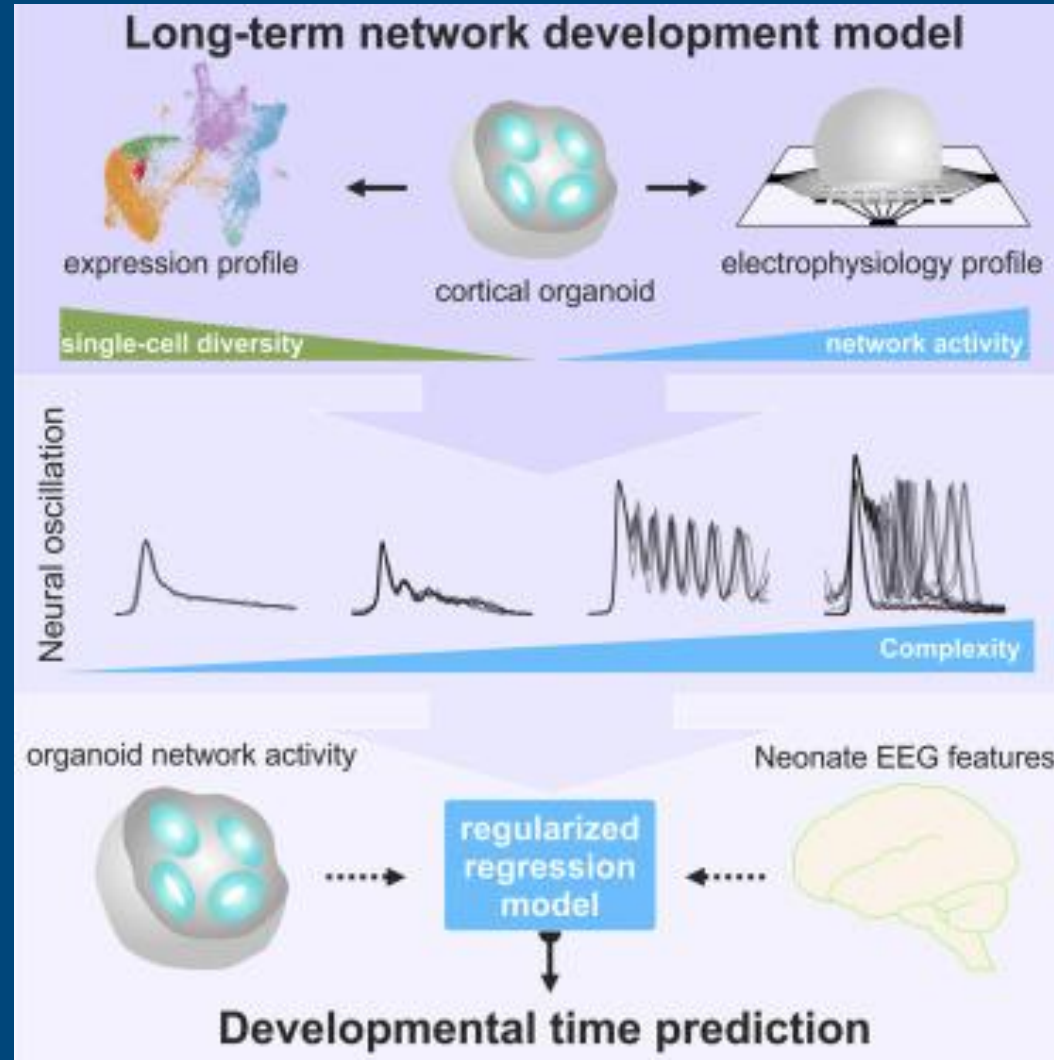 Long-term network development model
expression profile
cortical organoid
electrophysiology profile
single-cell diversity
network activity
Neural oscillation
Complexity
organoid network activity
Neonate EEG features
regularized
regression
model
Developmental time prediction